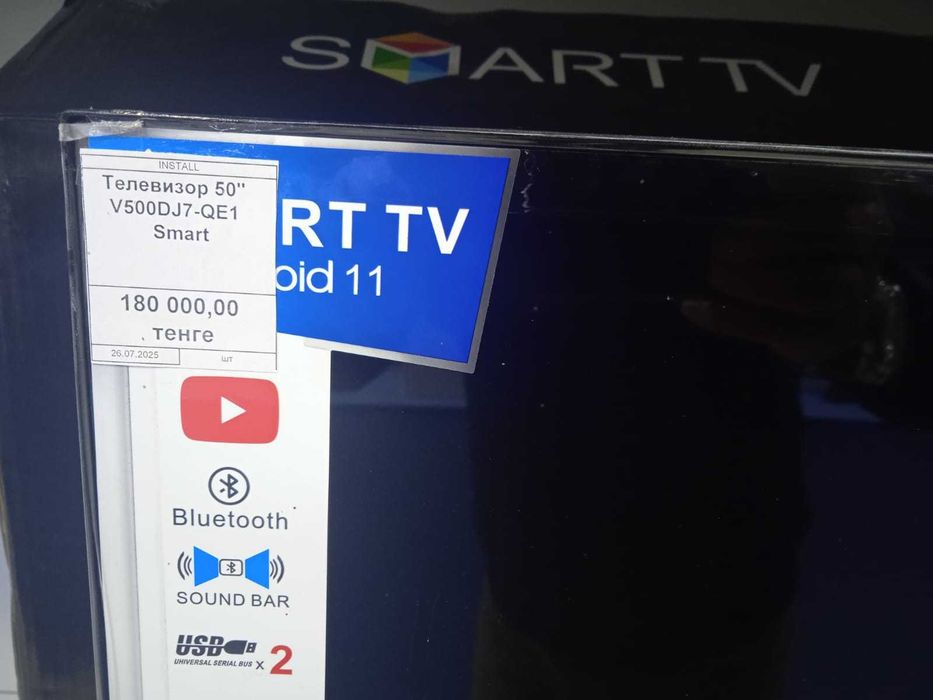 SMART TV
INSTALL
Телевизор 50"
V500DJ7-QE1
Smart
180 000,00
тенге
26.07.2025 шт
RT TV
oid 11
Bluetooth
SOUND BAR
USB
UNIVERSAL SERIAL BUS x 2